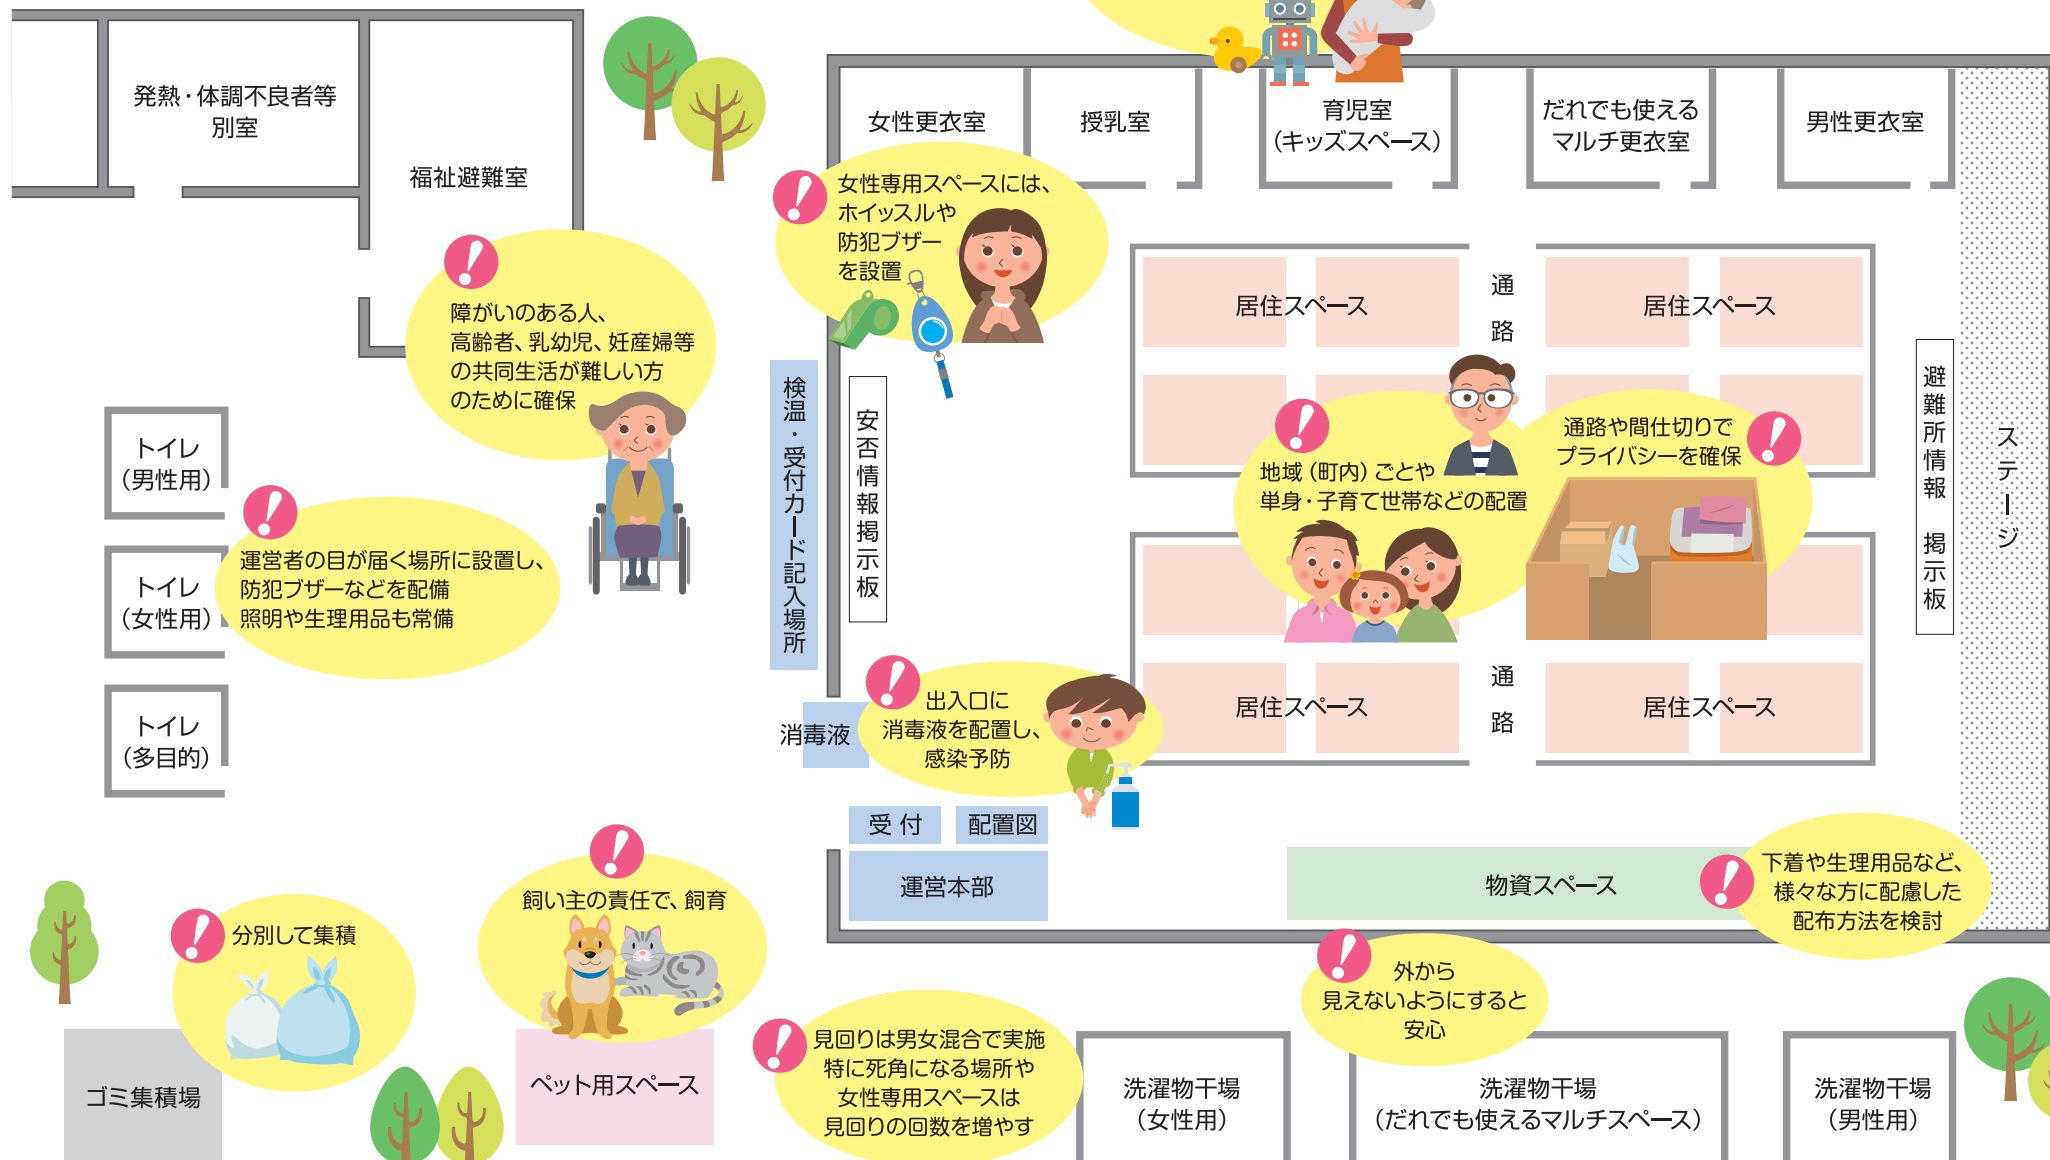 発熱・体調不良者等
別室
福祉避難室
障がいのある人、
高齢者、乳幼児、妊産婦等
の共同生活が難しい方
のために確保
トイレ
（男性用）
トイレ
（女性用）
トイレ
（多目的）
運営者の目が届く場所に設置し、
防犯ブザーなどを配備
照明や生理用品も常備
女性更衣室
授乳室
育児室
（キッズスペース）
だれでも使える
マルチ更衣室
男性更衣室
女性専用スペースには、
ホイッスルや
防犯ブザー
を設置
検温・受付カード記入場所
安否情報掲示板
居住スペース
通路
居住スペース
地域（町内）ごとや
単身・子育て世帯などの配置
通路や間仕切りで
プライバシーを確保
避難所情報 掲示板
ステージ
居住スペース
通路
居住スペース
消毒液
出入口に
消毒液を配置し、
感染予防
受付
配置図
運営本部
物資スペース
下着や生理用品など、
様々な方に配慮した
配布方法を検討
分別して集積
ゴミ集積場
飼い主の責任で、飼育
ペット用スペース
見回りは男女混合で実施
特に死角になる場所や
女性専用スペースは
見回りの回数を増やす
外から
見えないようにすると
安心
洗濯物干場
（女性用）
洗濯物干場
（だれでも使えるマルチスペース）
洗濯物干場
（男性用）